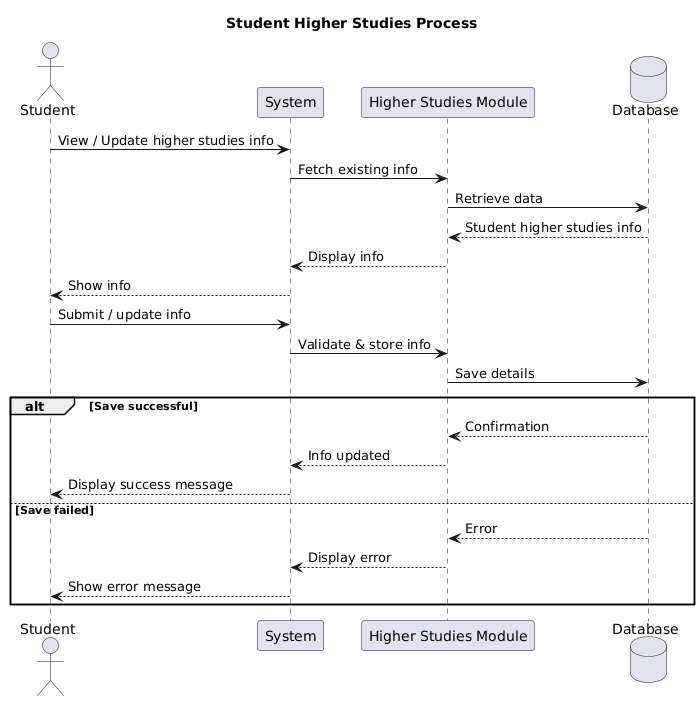 Student Higher Studies Process
Student
System
Higher Studies Module
Database
View / Update higher studies info
Fetch existing info
Retrieve data
Student higher studies info
Display info
Show info
Submit / update info
Validate & store info
Save details
alt [Save successful]
Confirmation
Info updated
Display success message
[Save failed]
Error
Display error
Show error message
Student
System
Higher Studies Module
Database